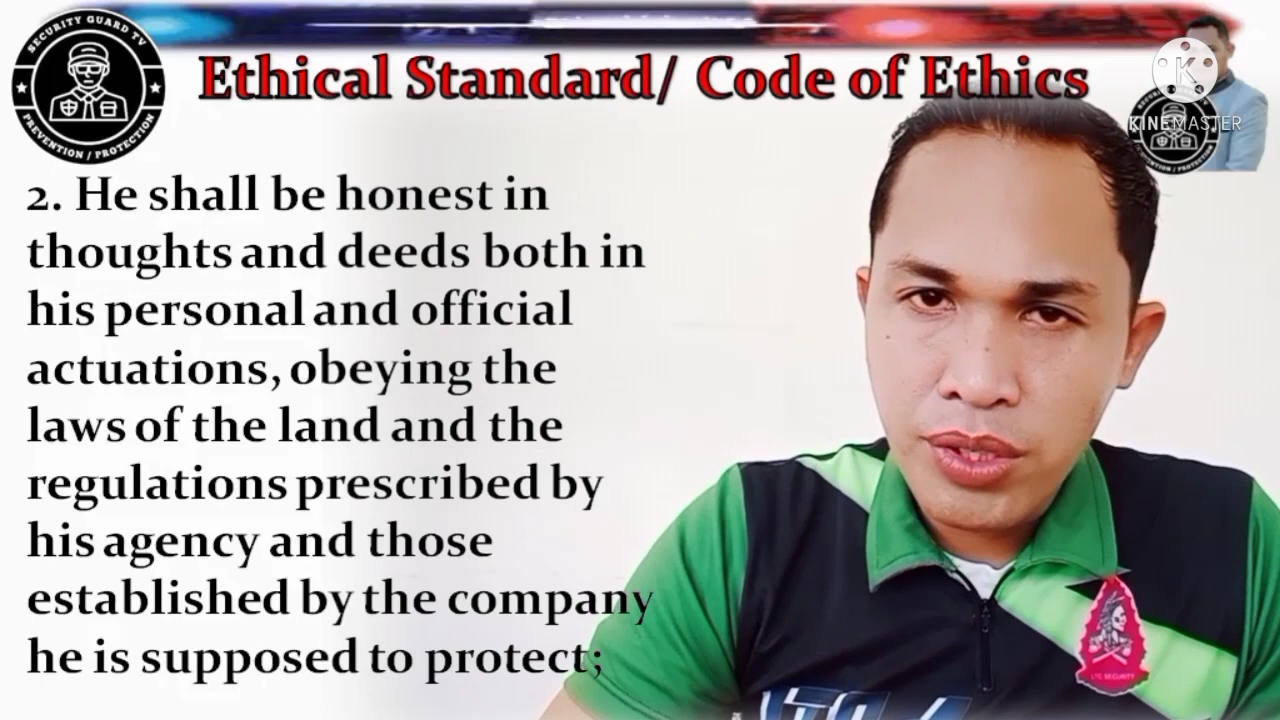 SECURITY GUARD TV
PREVENTION / PROTECTION
Ethical Standard/ Code of Ethics
K
KINEMASTER
2. He shall be honest in
thoughts and deeds both in
his personal and official
actuations, obeying the
laws of the land and the
regulations prescribed by
his agency and those
established by the company
he is supposed to protect;
LTC SECURITY